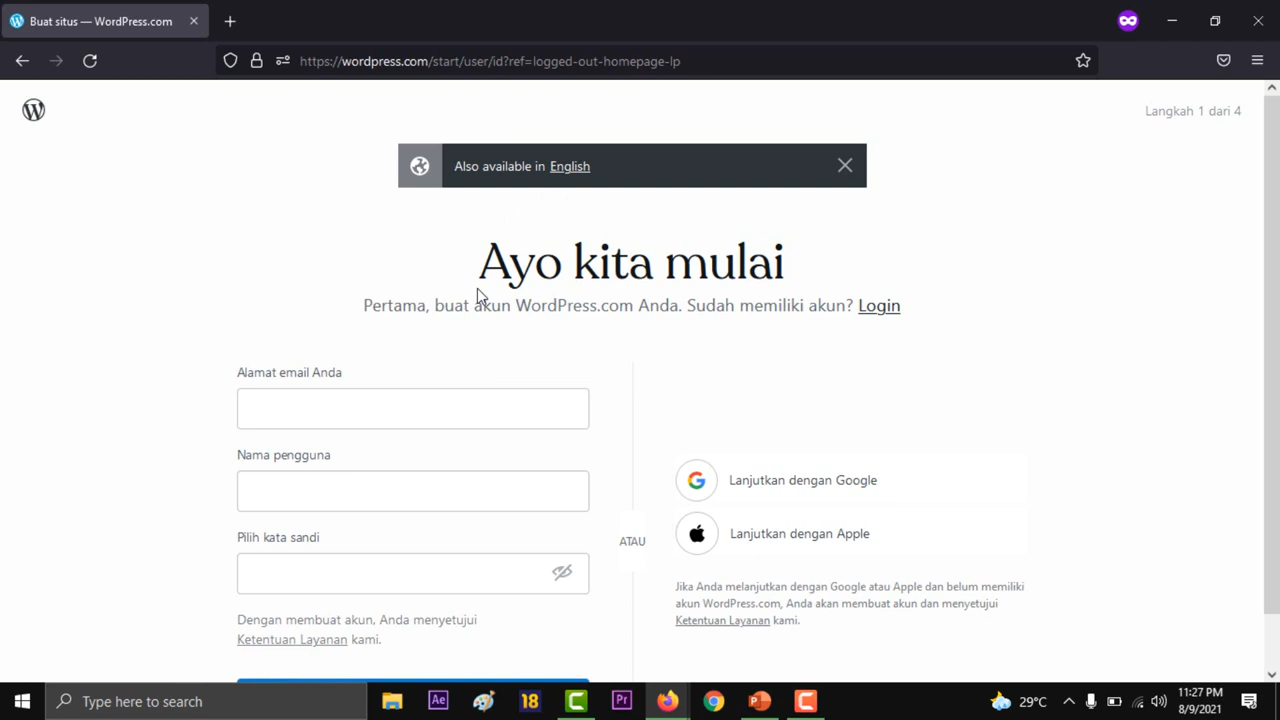 Buat situs — WordPress.com
https://wordpress.com/start/user/id?ref=logged-out-homepage-lp
Langkah 1 dari 4
Also available in English
Ayo kita mulai
Pertama, buat akun WordPress.com Anda. Sudah memiliki akun? Login
Alamat email Anda
Nama pengguna
Pilih kata sandi
Dengan membuat akun, Anda menyetujui
Ketentuan Layanan kami.
ATAU
Lanjutkan dengan Google
Lanjutkan dengan Apple
Jika Anda melanjutkan dengan Google atau Apple dan belum memiliki
akun WordPress.com, Anda akan membuat akun dan menyetujui
Ketentuan Layanan kami.
Type here to search
Ae
18
Pr
29°C
11:27 PM
8/9/2021